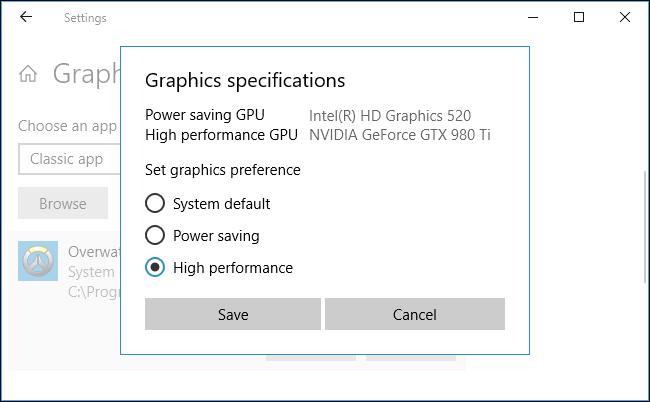 Settings
Graph
Choose an app
Classic app
Browse
Overwat
System
C:\Progr
Graphics specifications
Power saving GPU Intel(R) HD Graphics 520
High performance GPU NVIDIA GeForce GTX 980 Ti
Set graphics preference
System default
Power saving
High performance
Save Cancel